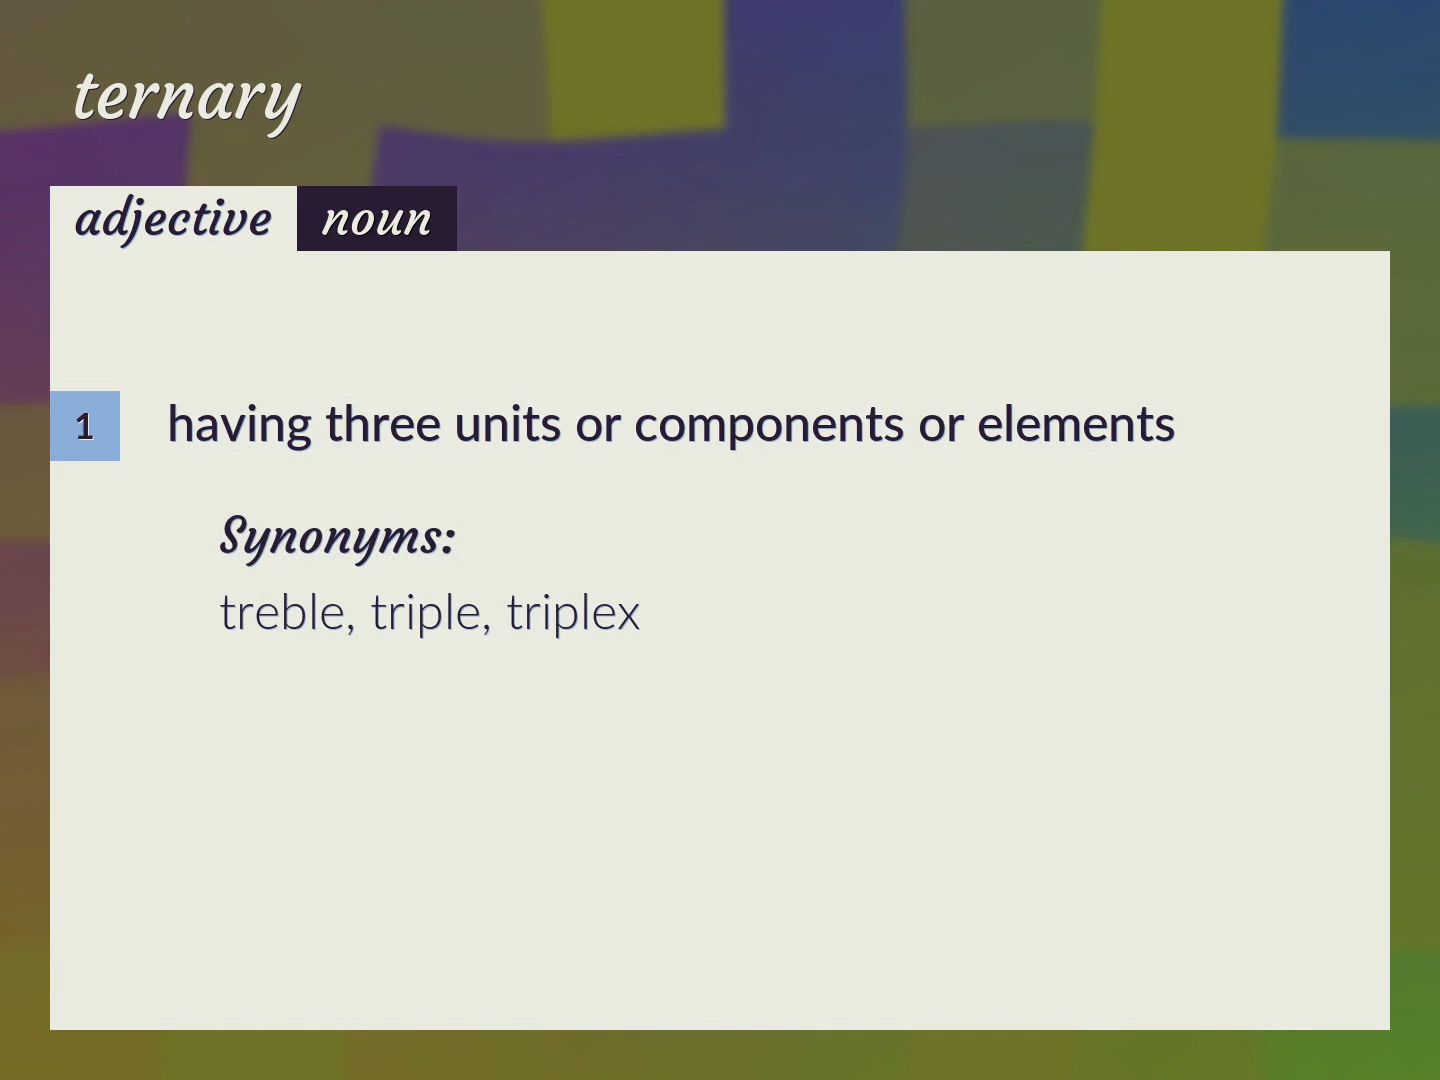 ternary
adjective
noun
1
having three units or components or elements
Synonyms:
treble, triple, triplex